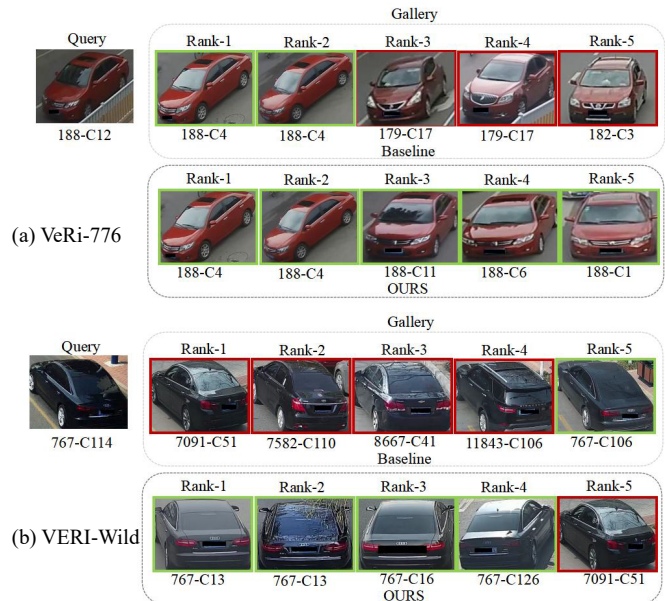 Gallery
Query
Rank-1 Rank-2 Rank-3 Rank-4 Rank-5
188-C12 188-C4 188-C4 179-C17 179-C17 182-C3
Baseline
Rank-1 Rank-2 Rank-3 Rank-4 Rank-5
(a) VeRi-776
188-C4 188-C4 188-C11 188-C6 188-C1
OURS
Gallery
Query
Rank-1 Rank-2 Rank-3 Rank-4 Rank-5
767-C114 7091-C51 7582-C110 8667-C41 11843-C106 767-C106
Baseline
Rank-1 Rank-2 Rank-3 Rank-4 Rank-5
(b) VERI-Wild
767-C13 767-C13 767-C16 767-C126 7091-C51
OURS